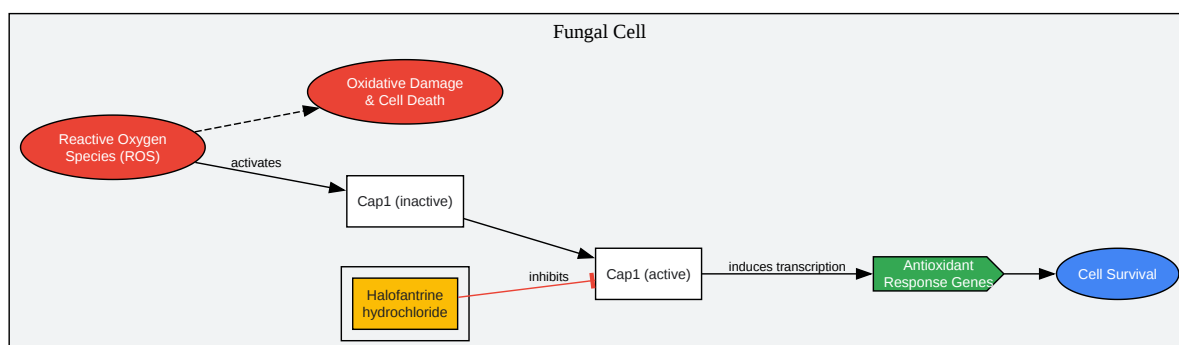 Fungal Cell
Oxidative Damage
& Cell Death
Reactive Oxygen
Species (ROS)
activates
Cap1 (inactive)
Cap1 (active)
inhibits
Halofantrine
hydrochloride
induces transcription
Antioxidant
Response Genes
Cell Survival